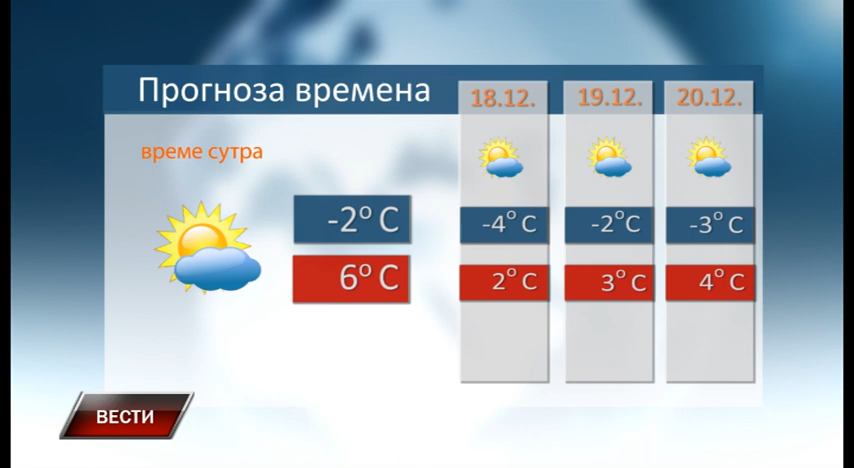 Прогноза времена
време сутра
-2° C
6° C
18.12.
-4° C
2° C
19.12.
-2°C
3° C
20.12.
-3° C
4° C
ВЕСТИ